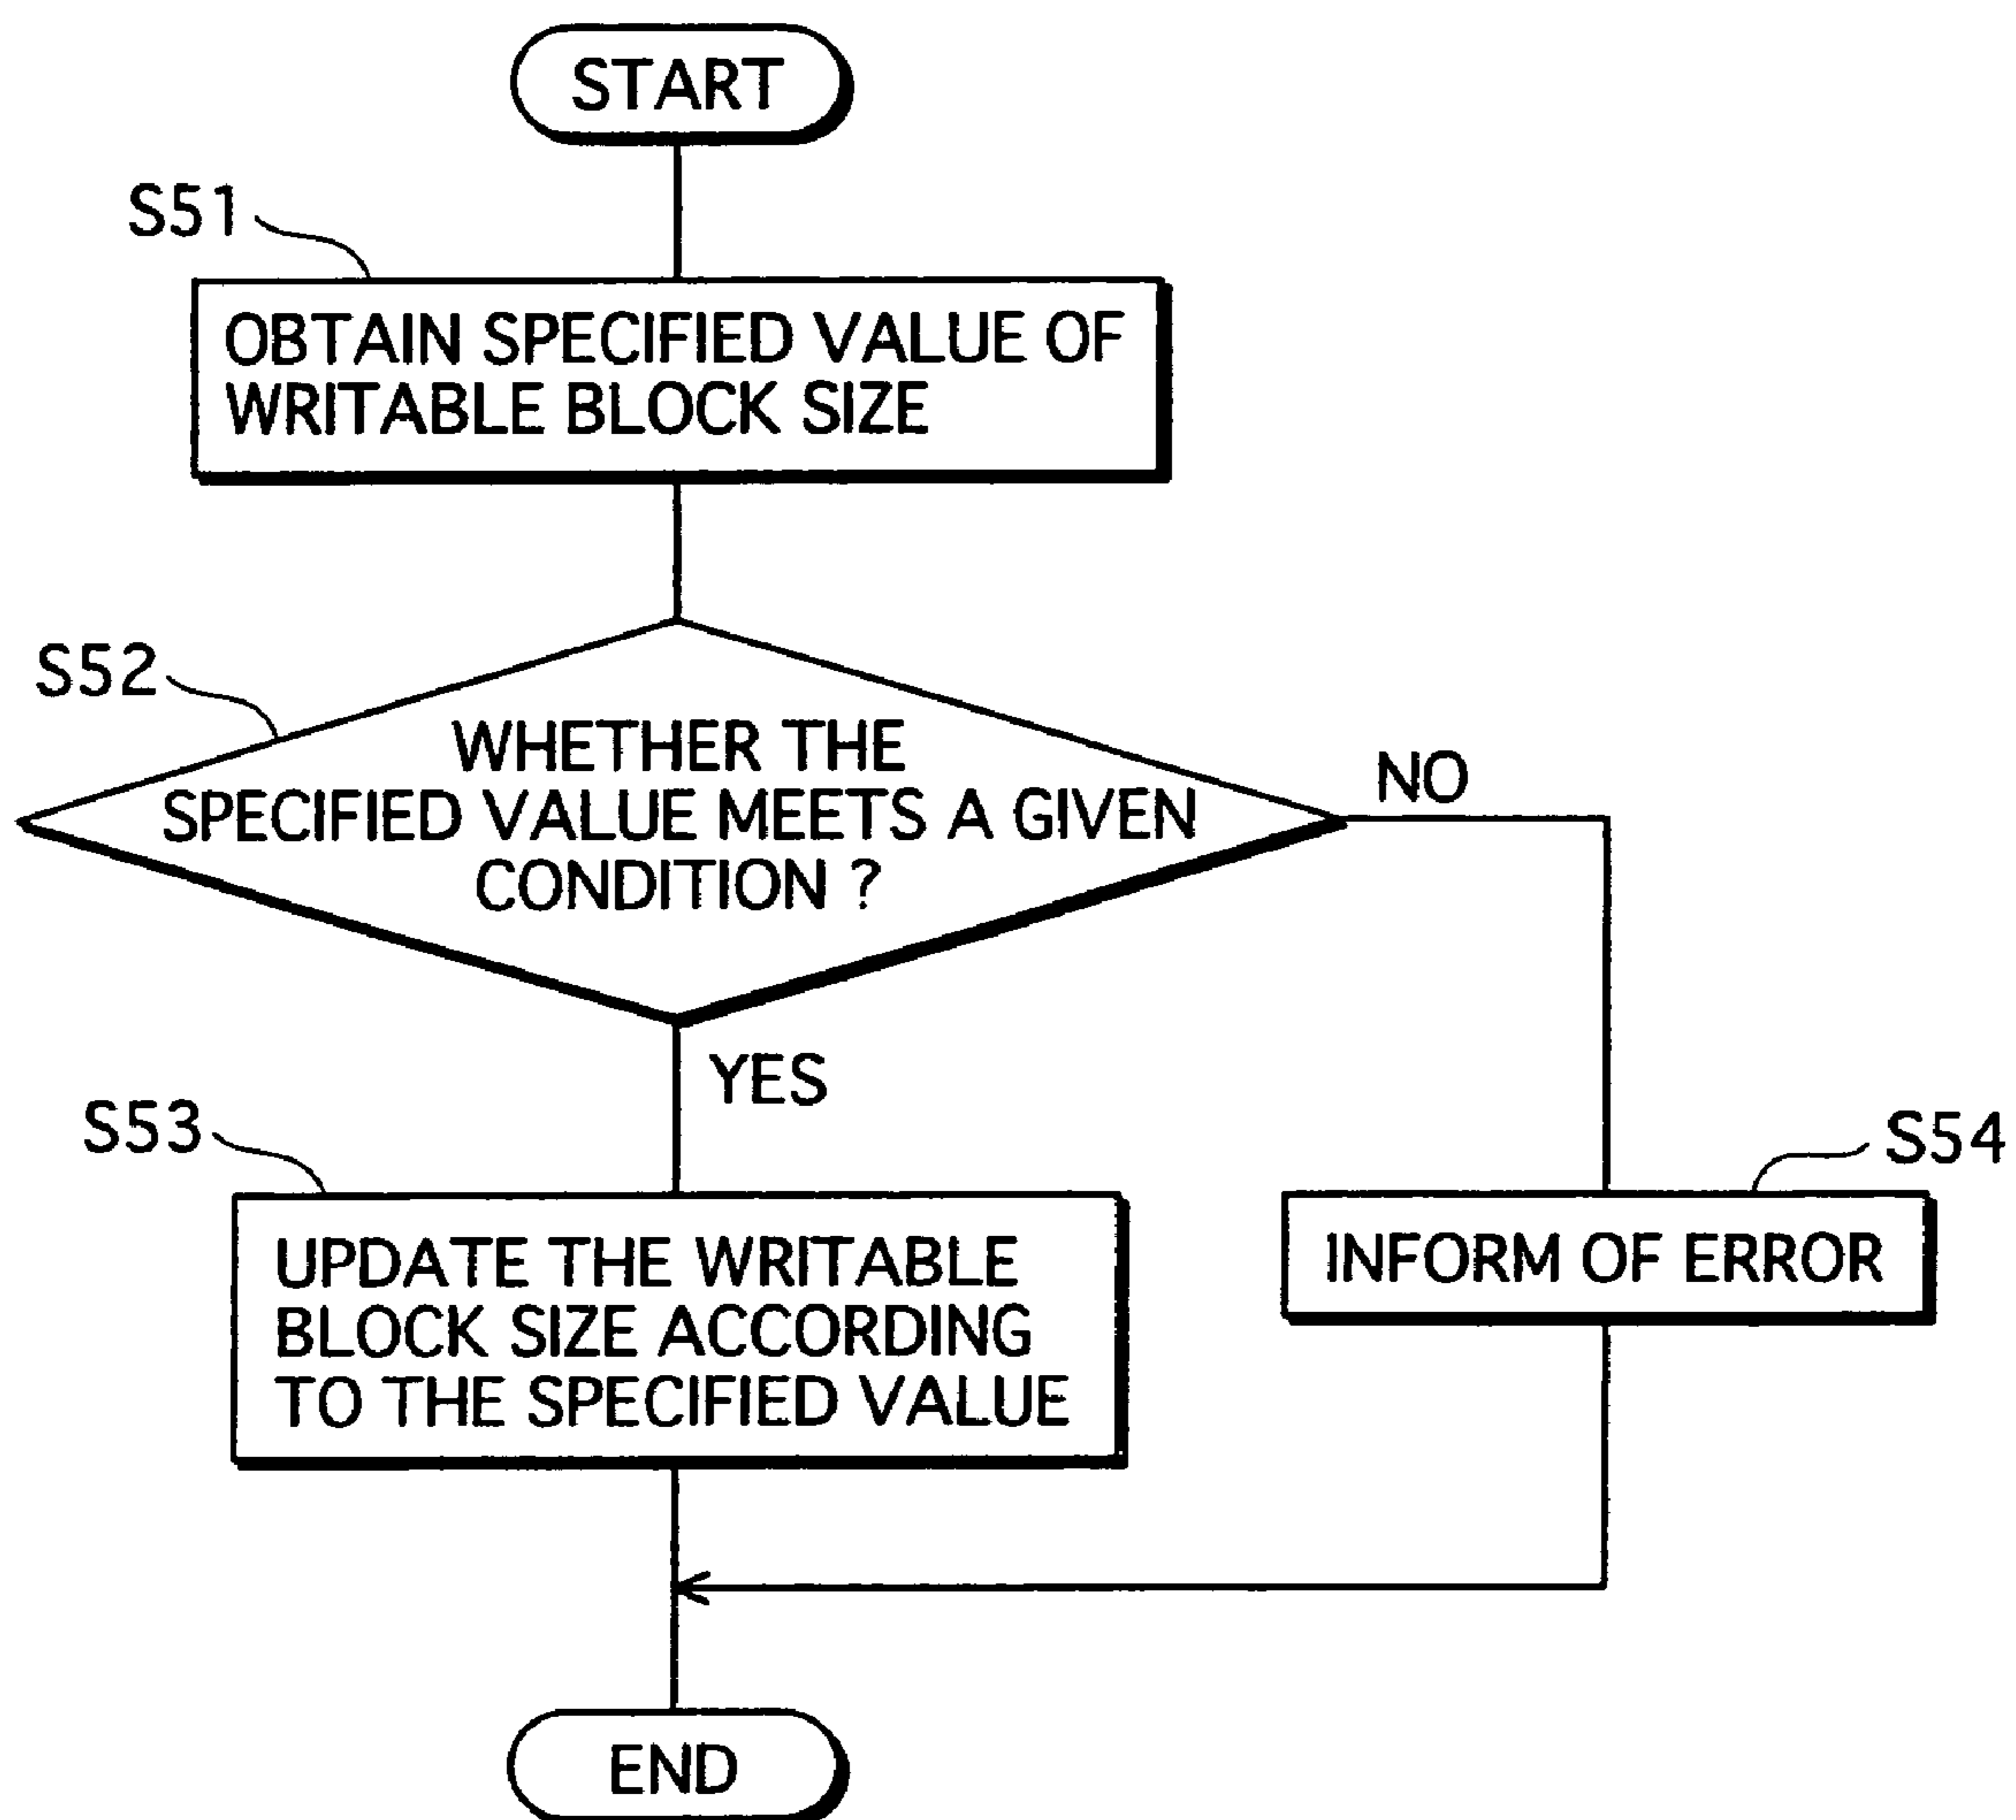 START
S51
OBTAIN SPECIFIED VALUE OF
WRITABLE BLOCK SIZE
S52
WHETHER THE
SPECIFIED VALUE MEETS A GIVEN
CONDITION ?
NO
YES
S53
UPDATE THE WRITABLE
BLOCK SIZE ACCORDING
TO THE SPECIFIED VALUE
S54
INFORM OF ERROR
END